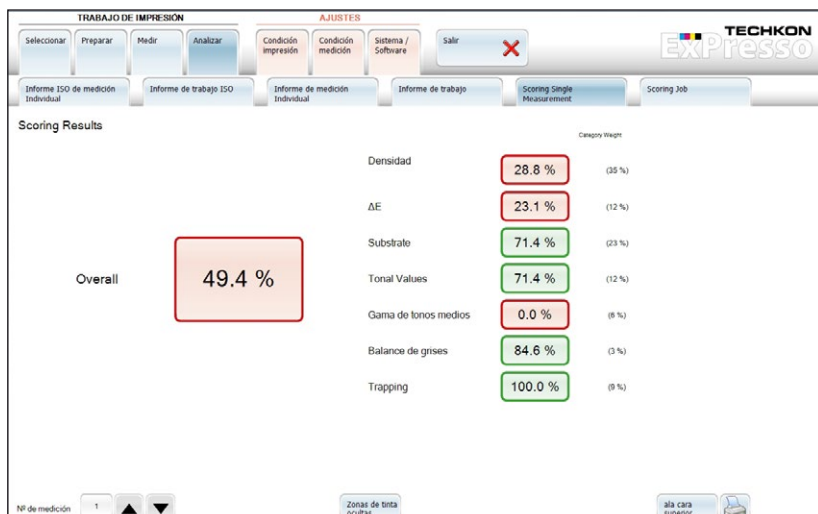 TRABAJO DE IMPRESIÓN
AJUSTES
Seleccionar
Preparar
Medir
Analizar
Condición
impresión
Condición
medición
Sistema /
Software
Salir
TECHKON
ExPresso
Informe ISO de medición
Individual
Informe de trabajo ISO
Informe de medición
Individual
Informe de trabajo
Scoring Single
Measurement
Scoring Job
Scoring Results
Category Weight
Densidad 28.8 % (35 %)
ΔE 23.1 % (12 %)
Substrate 71.4 % (23 %)
Overall 49.4 %
Tonal Values 71.4 % (12 %)
Gama de tonos medios 0.0 % (6 %)
Balance de grises 84.6 % (3 %)
Trapping 100.0 % (9 %)
Nº de medición 1
Zonas de tinta
ocultas
ala cara
superior